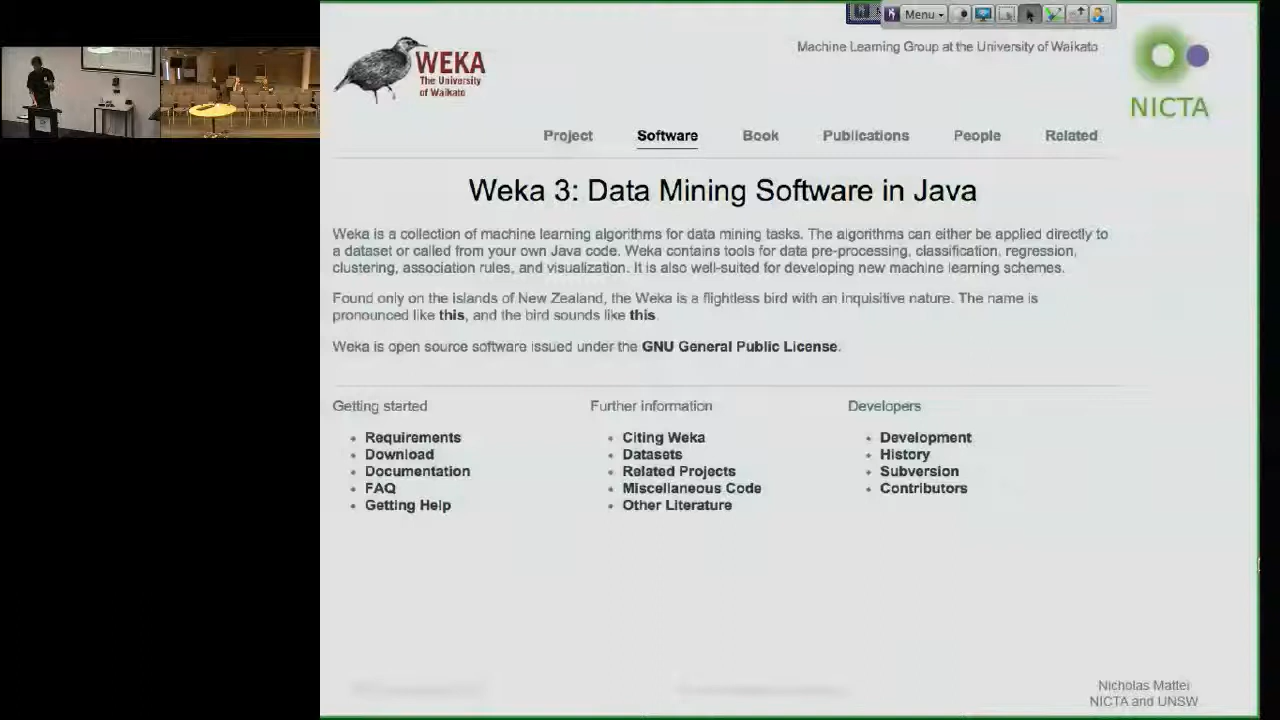 Menu
WEKA
The University
of Waikato
Machine Learning Group at the University of Waikato
NICTA
Project Software Book Publications People Related
Weka 3: Data Mining Software in Java
Weka is a collection of machine learning algorithms for data mining tasks. The algorithms can either be applied directly to
a dataset or called from your own Java code. Weka contains tools for data pre-processing, classification, regression,
clustering, association rules, and visualization. It is also well-suited for developing new machine learning schemes.
Found only on the islands of New Zealand, the Weka is a flightless bird with an inquisitive nature. The name is
pronounced like this, and the bird sounds like this.
Weka is open source software issued under the GNU General Public License.
Getting started
Requirements
Download
Documentation
FAQ
Getting Help
Further information
Citing Weka
Datasets
Related Projects
Miscellaneous Code
Other Literature
Developers
Development
History
Subversion
Contributors
Nicholas Mattei
NICTA and UNSW